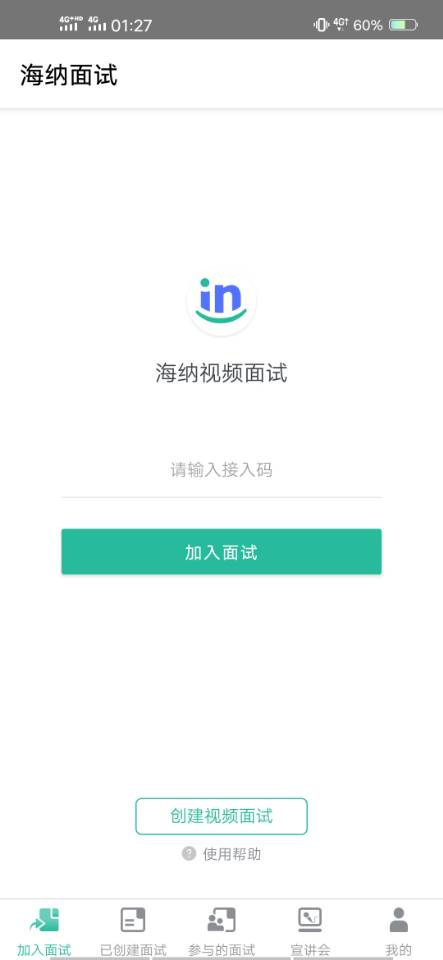 4G+HD 4G 01:27 4G↑ 60%
海纳面试
in
海纳视频面试
请输入接入码
加入面试
创建视频面试
? 使用帮助
加入面试 已创建面试 参与的面试 宣讲会 我的